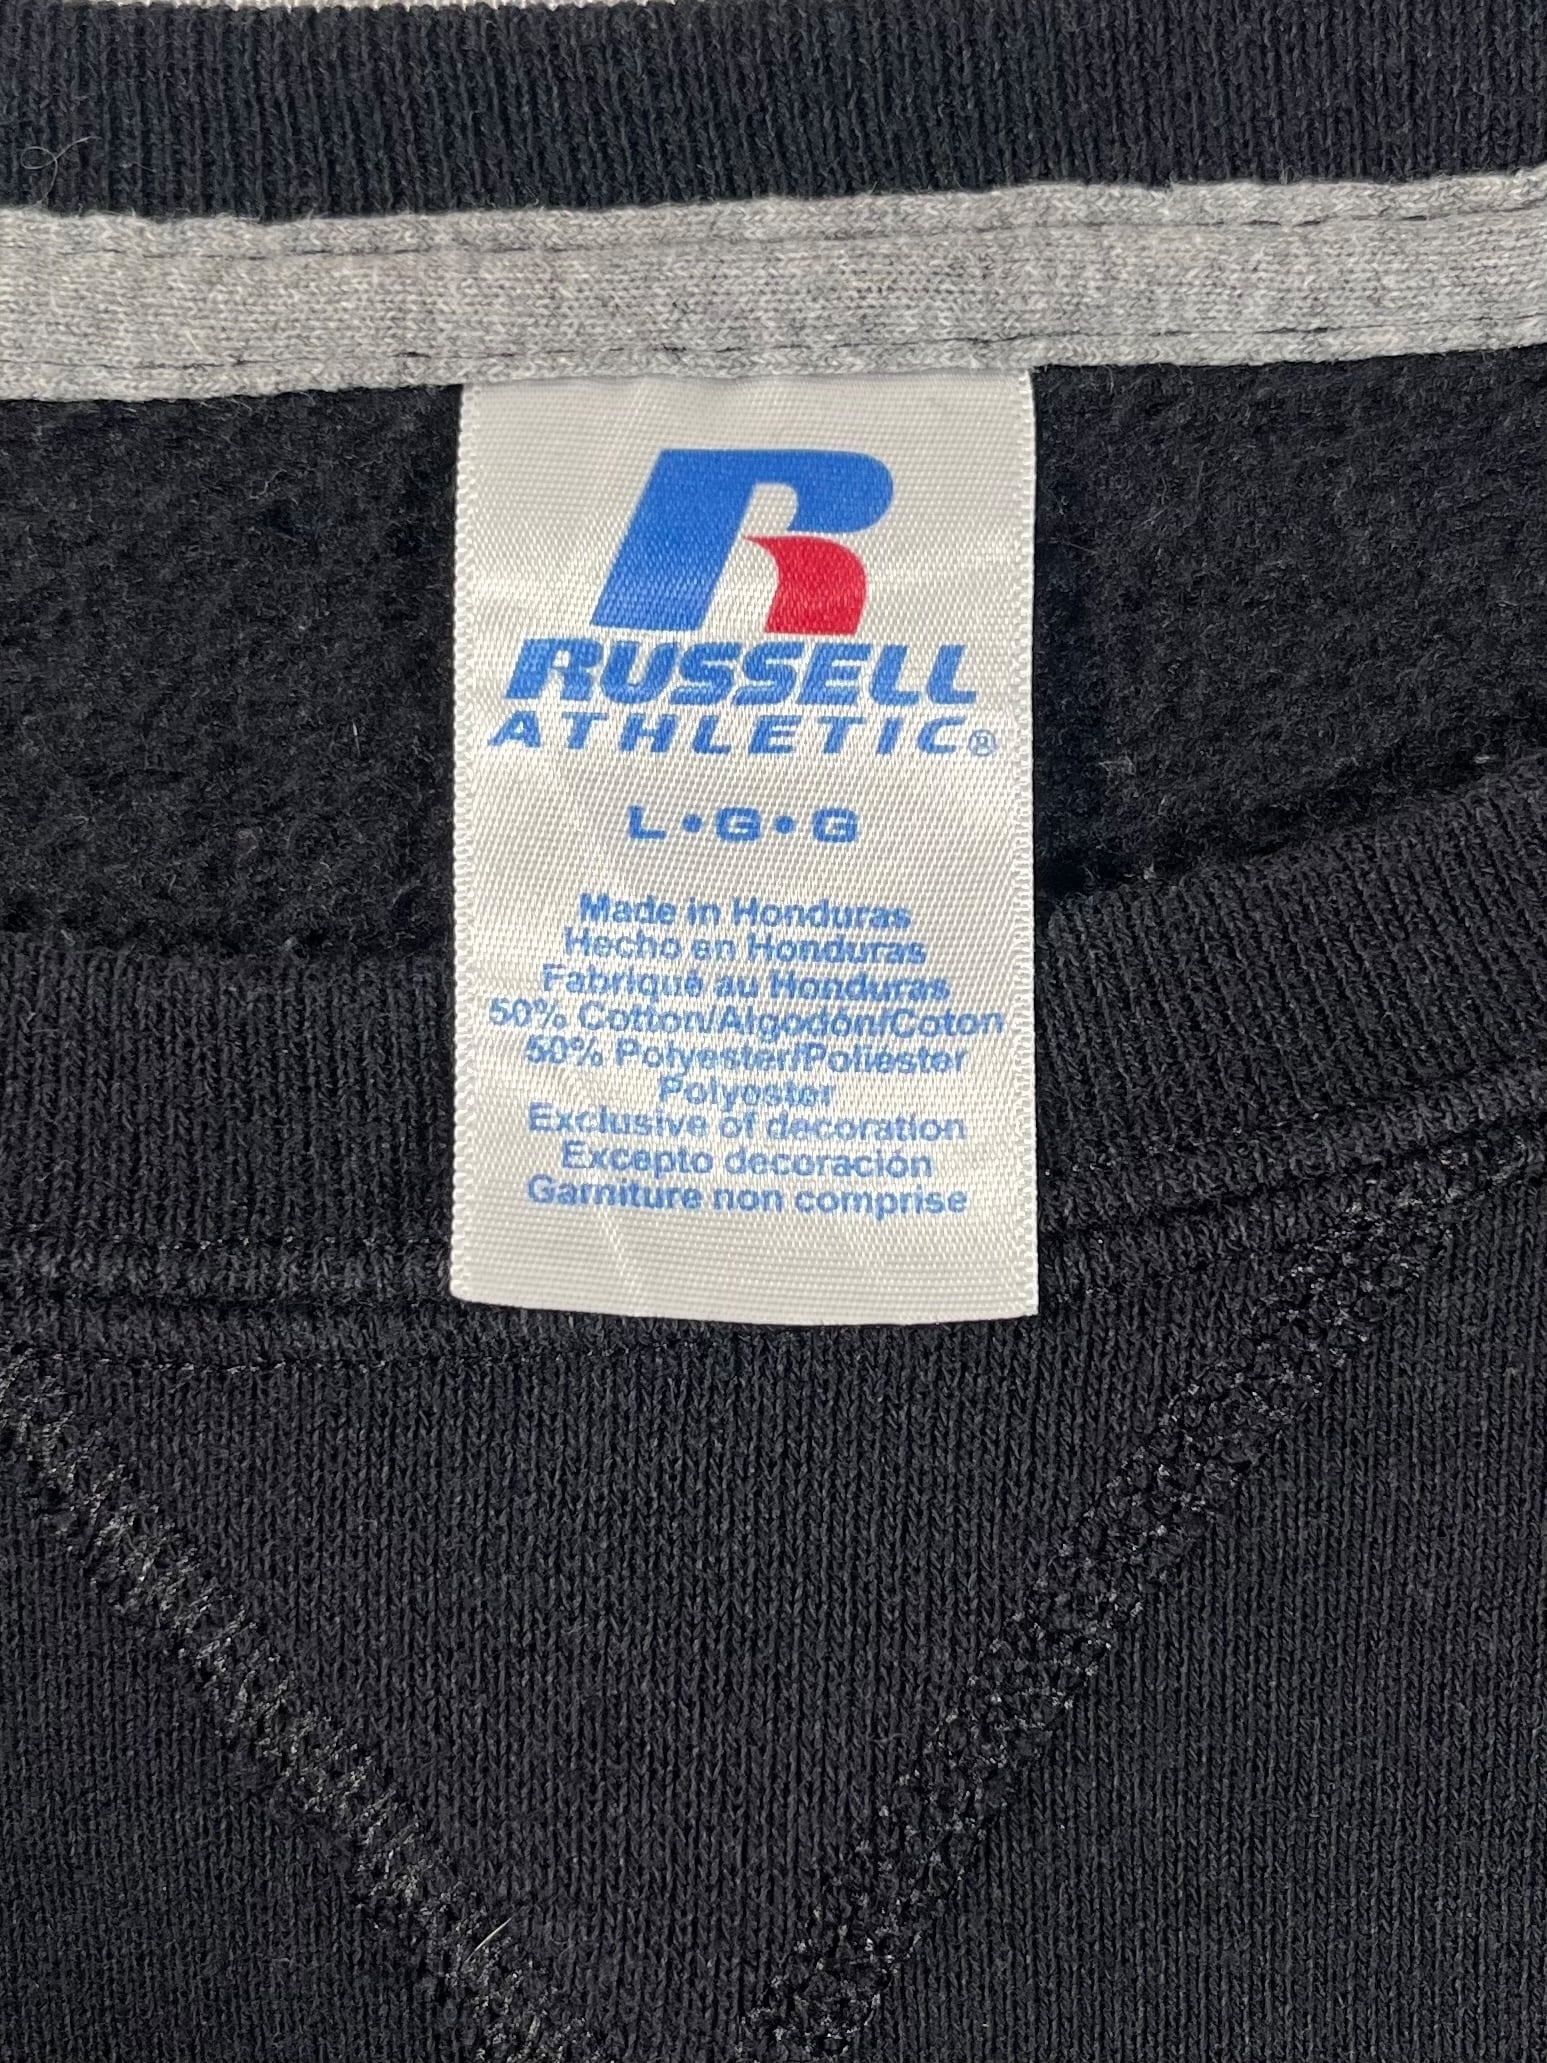 R
RUSSELL
ATHLETIC®
L•G•G
Made in Honduras
Hecho en Honduras
Fabriqué au Honduras
50% Cotton/Algodón/Coton
50% Polyester/Poliester
Polyester
Exclusive of decoration
Excepto decoración
Garniture non comprise